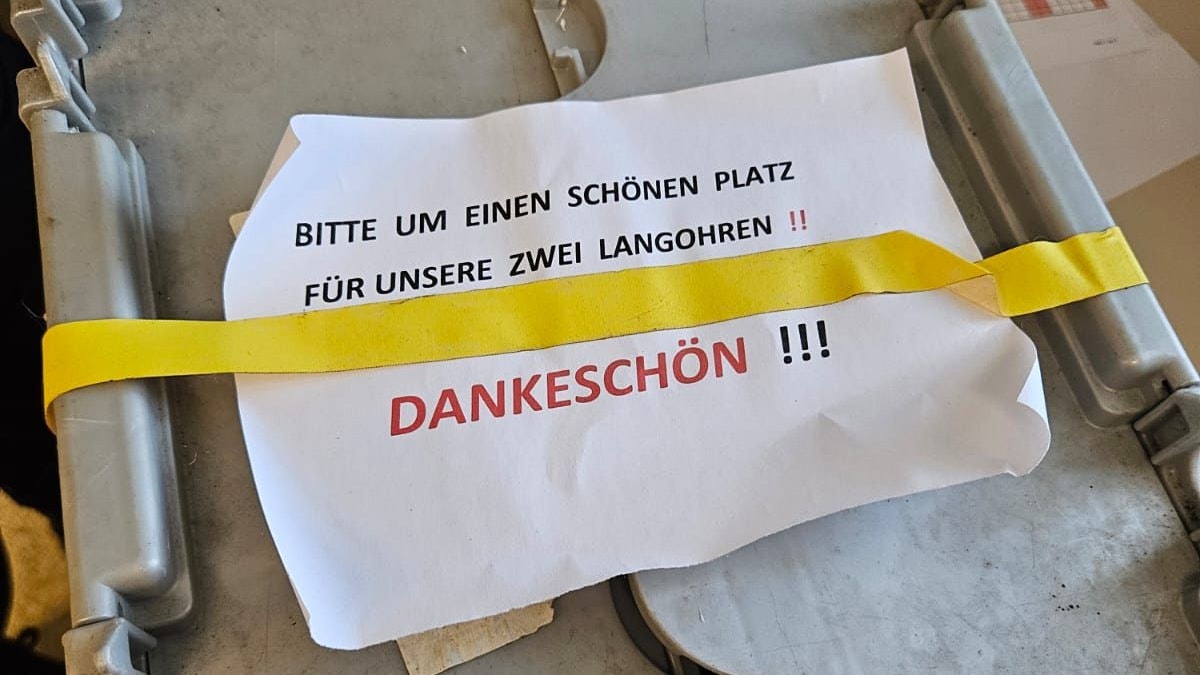 BITTE UM EINEN SCHÖNEN PLATZ
FÜR UNSERE ZWEI LANGOHREN !!
DANKESCHÖN !!!